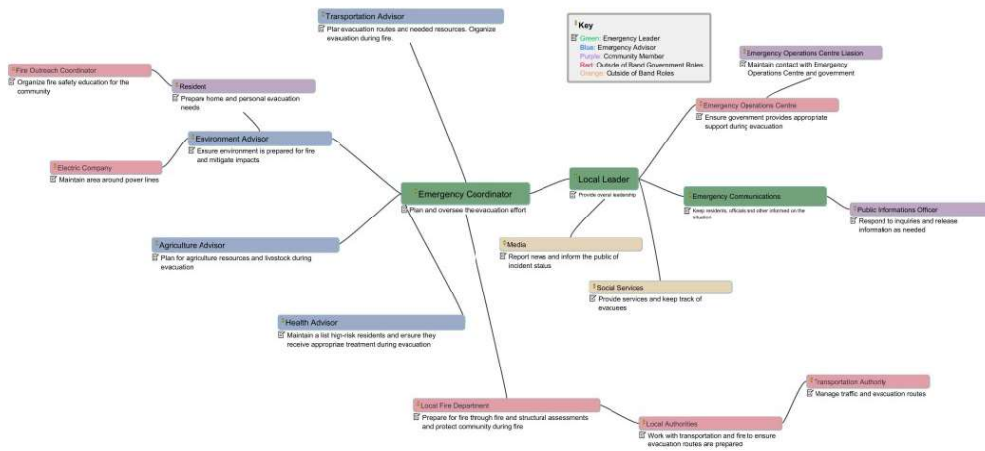 Transportation Advisor
Plan evacuation routes and needed resources. Organize
evauation during fire.
Key
Green: Emergency Leader
Blue: Emergency Advisor
Purple: Community Member
Red: Outside of Band Government Roles
Orange: Outside of Band Roles
Emergency Operations Centre Liasion
Maintain contact with Emergency
Operations Centre and government
Fire Outreach Coordinator
Organize fire safety education for the
community
Resident
Prepare home and personal evacuation
needs
Emergency Operations Centre
Ensure government provides appropriate
support during evacuation
Environment Advisor
Ensure environment is prepared for fire
and mitigate impacts
Electric Company
Maintain area around power lines
Local Leader
Provide overall leadership
Emergency Coordinator
Plan and oversee the evacuation effort
Emergency Communications
Keep residents, officials and other informed on the
situation
Public Informations Officer
Respond to inquiries and release
information as needed
Agriculture Advisor
Plan for agriculture resources and livestock during
evacuation
Media
Report news and inform the public of
incident status
Social Services
Provide services and keep track of
evacuees
Health Advisor
Maintain a list high-risk residents and ensure they
receive appropriate treatment during evacuation
Transportation Authority
Manage traffic and evacuation routes
Local Fire Department
Prepare for fire through fire and structural assessments
and protect community during fire
Local Authorities
Work with transportation and fire to ensure
evacuation routes are prepared